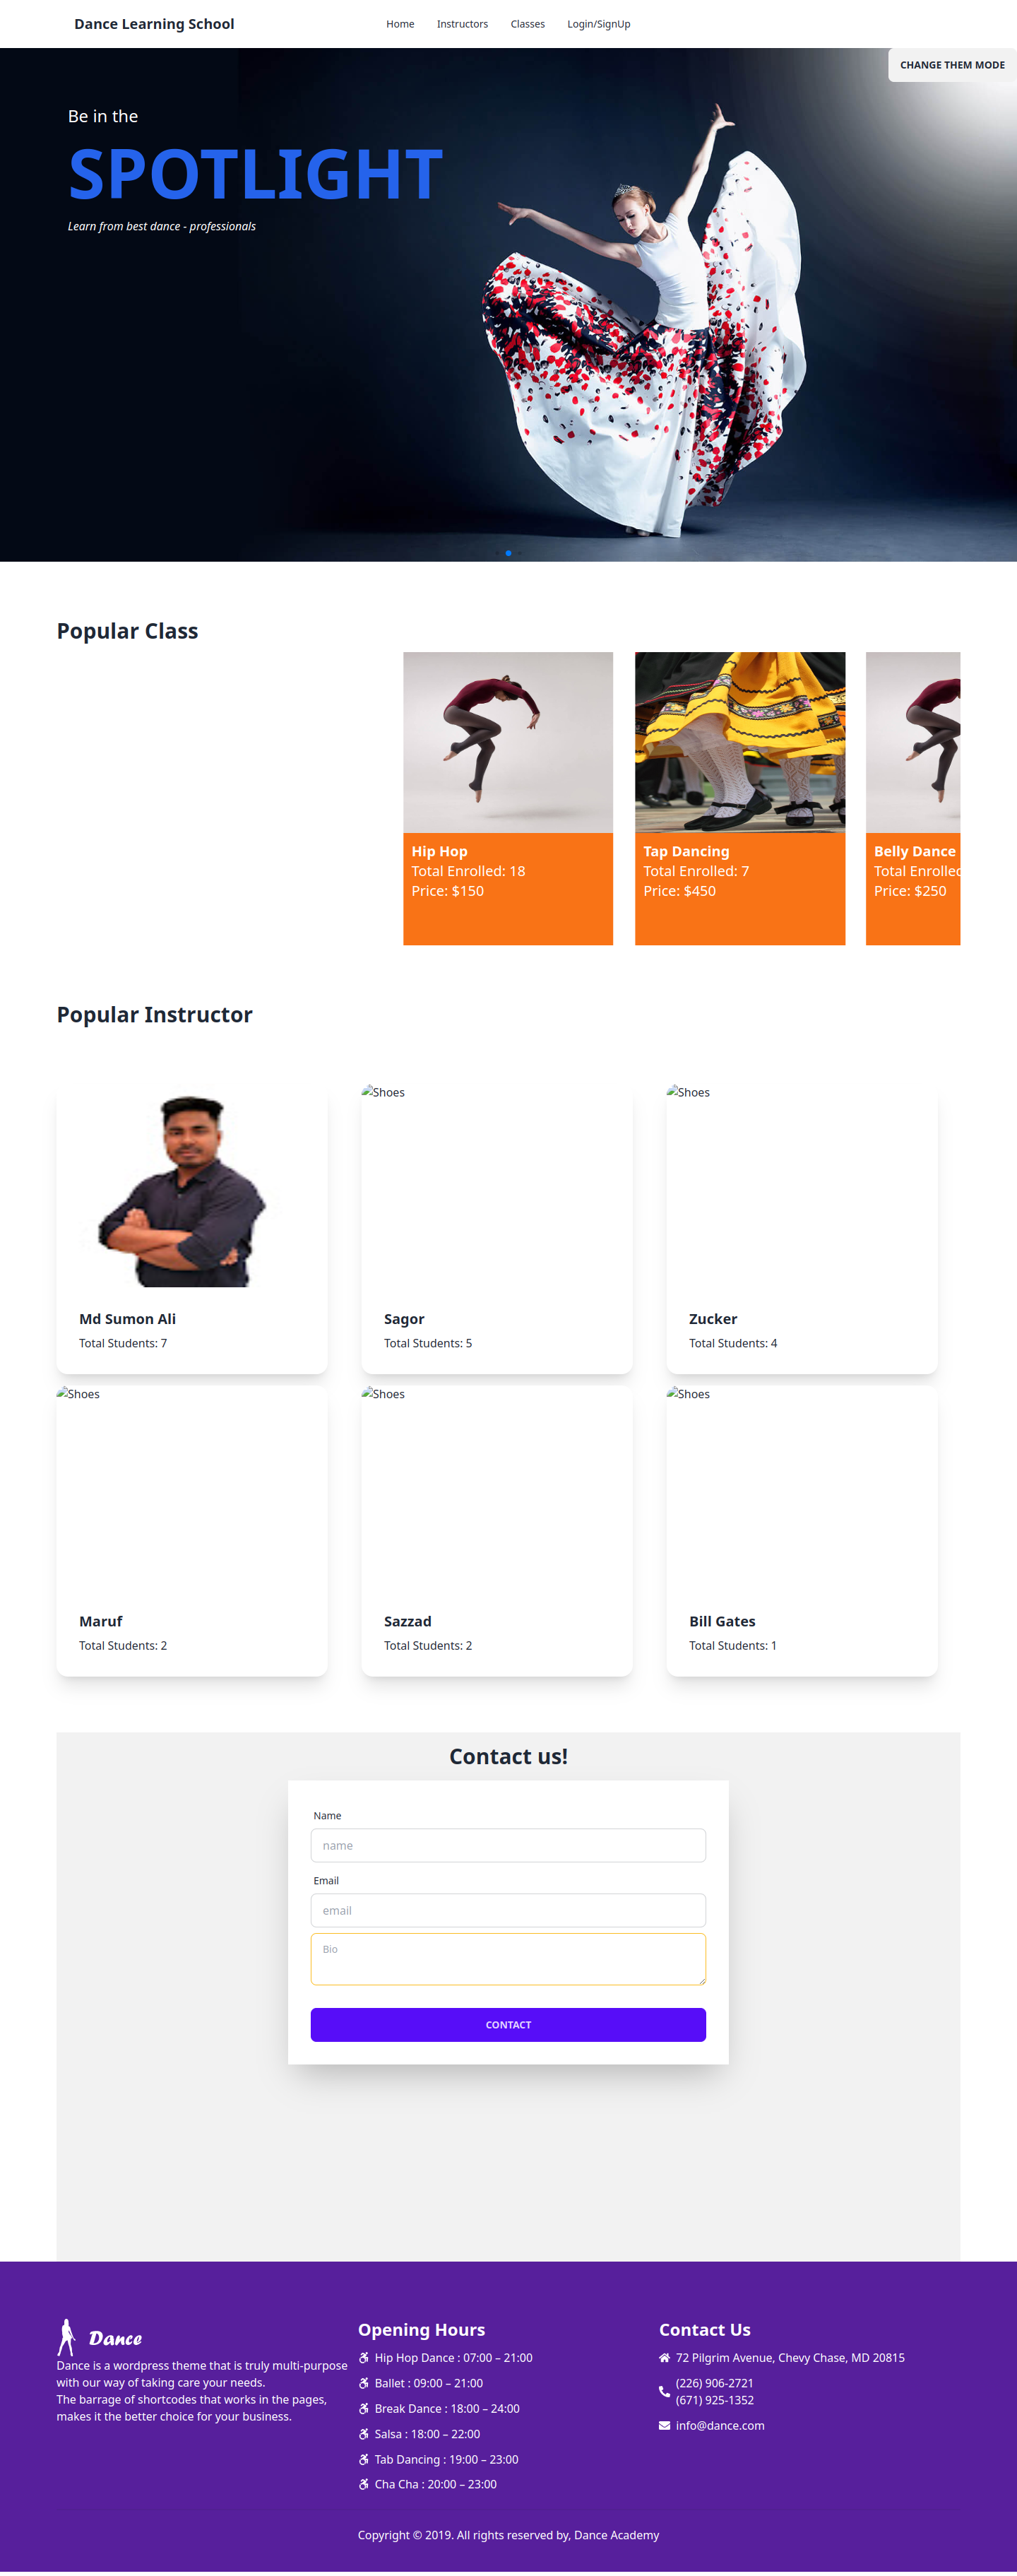 Dance Learning School
Home
Instructors
Classes
Login/SignUp
CHANGE THEM MODE
Be in the
SPOTLIGHT
Learn from best dance - professionals
Popular Class
Hip Hop
Total Enrolled: 18
Price: $150
Tap Dancing
Total Enrolled: 7
Price: $450
Belly Dance
Total Enrolled
Price: $250
Popular Instructor
Md Sumon Ali
Total Students: 7
Shoes
Sagor
Total Students: 5
Shoes
Zucker
Total Students: 4
Shoes
Maruf
Total Students: 2
Shoes
Sazzad
Total Students: 2
Shoes
Bill Gates
Total Students: 1
Contact us!
Name
name
Email
email
Bio
CONTACT
Dance
Dance is a wordpress theme that is truly multi-purpose
with our way of taking care your needs.
The barrage of shortcodes that works in the pages,
makes it the better choice for your business.
Opening Hours
Hip Hop Dance : 07:00 – 21:00
Ballet : 09:00 – 21:00
Break Dance : 18:00 – 24:00
Salsa : 18:00 – 22:00
Tab Dancing : 19:00 – 23:00
Cha Cha : 20:00 – 23:00
Contact Us
72 Pilgrim Avenue, Chevy Chase, MD 20815
(226) 906-2721
(671) 925-1352
info@dance.com
Copyright © 2019. All rights reserved by, Dance Academy